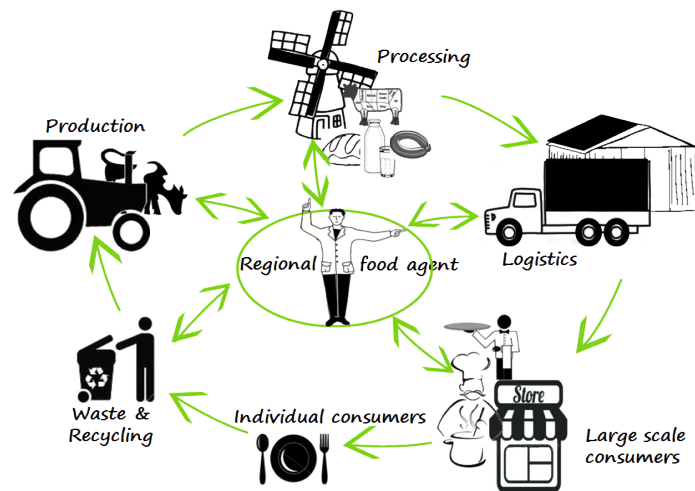 Processing
Production
Regional food agent
Logistics
Store
Waste &
Recycling
Individual consumers
Large scale
consumers